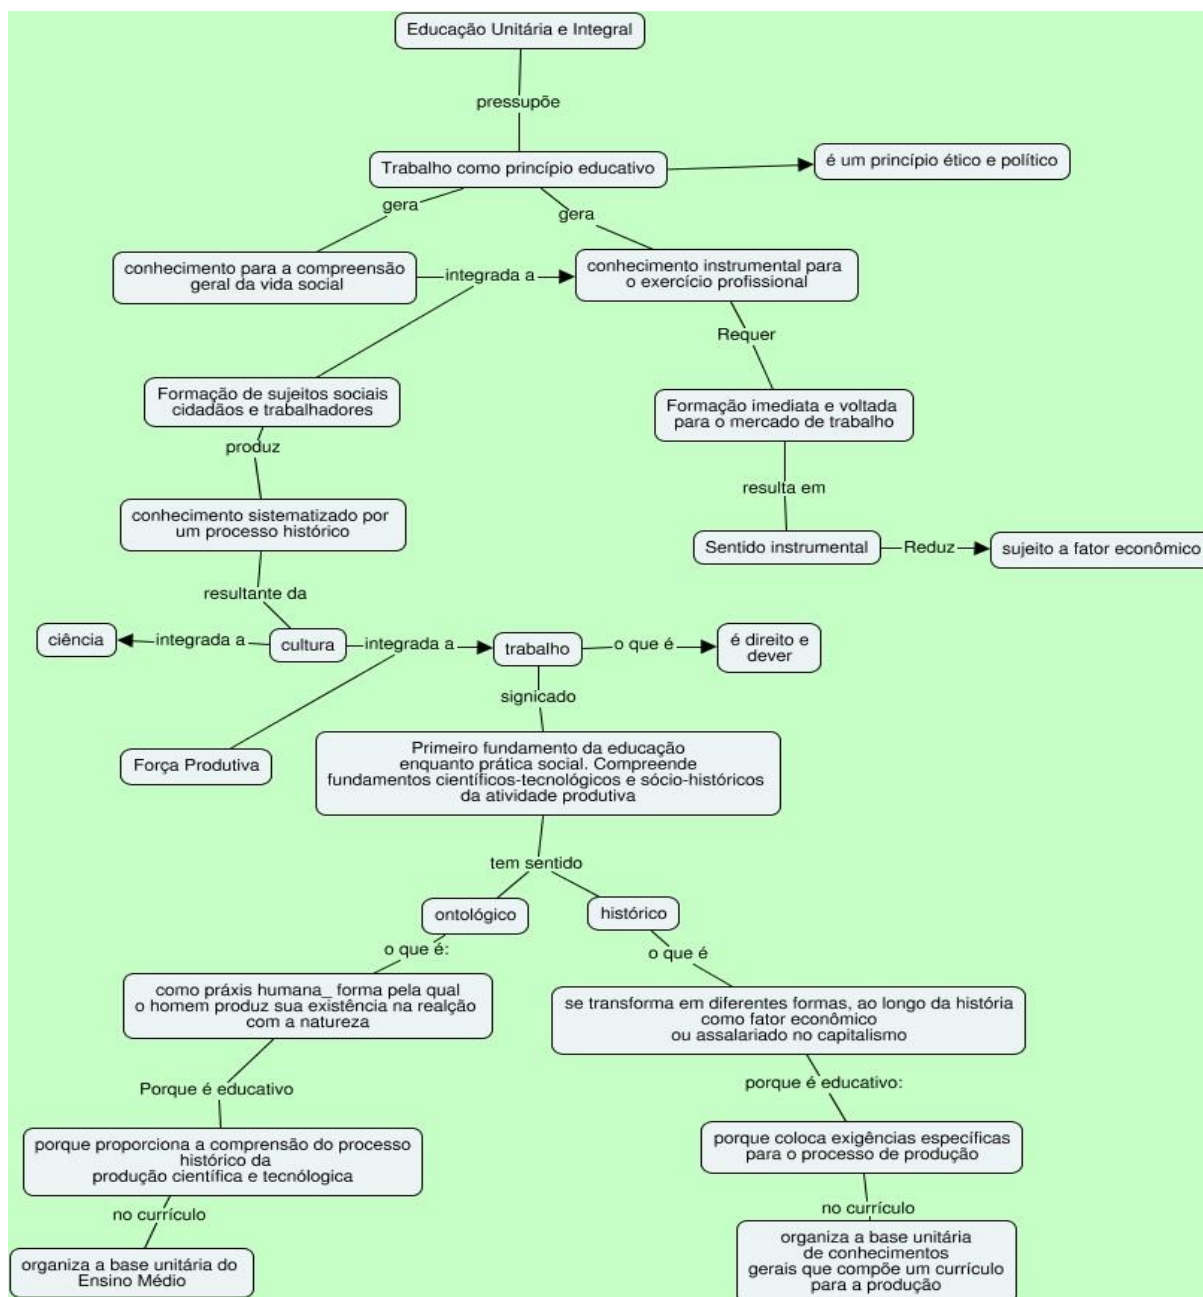 Educação Unitária e Integral
pressupõe
Trabalho como princípio educativo
é um princípio ético e político
gera
gera
conhecimento para a compreensão
geral da vida social
integrada a
conhecimento instrumental para
o exercício profissional
Requer
Formação de sujeitos sociais
cidadãos e trabalhadores
Formação imediata e voltada
para o mercado de trabalho
produz
resulta em
conhecimento sistematizado por
um processo histórico
Sentido instrumental
Reduz
sujeito a fator econômico
resultante da
ciência
integrada a
cultura
integrada a
trabalho
o que é
é direito e
dever
signicado
Força Produtiva
Primeiro fundamento da educação
enquanto prática social. Compreende
fundamentos científicos-tecnológicos e sócio-históricos
da atividade produtiva
tem sentido
ontológico
histórico
o que é:
o que é
como práxis humana_ forma pela qual
o homem produz sua existência na realção
com a natureza
se transforma em diferentes formas, ao longo da história
como fator econômico
ou assalariado no capitalismo
Porque é educativo
porque é educativo:
porque proporciona a comprensão do processo
histórico da
produção científica e tecnólogica
porque coloca exigências específicas
para o processo de produção
no currículo
no currículo
organiza a base unitária do
Ensino Médio
organiza a base unitária
de conhecimentos
gerais que compõe um currículo
para a produção